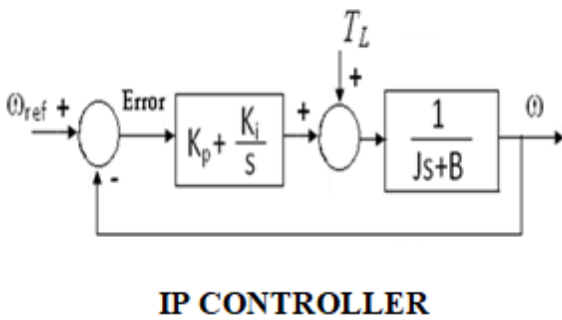 T_L
ω_ref + Error K_p + K_i/s + + 1/(Js+B) ω
-
IP CONTROLLER